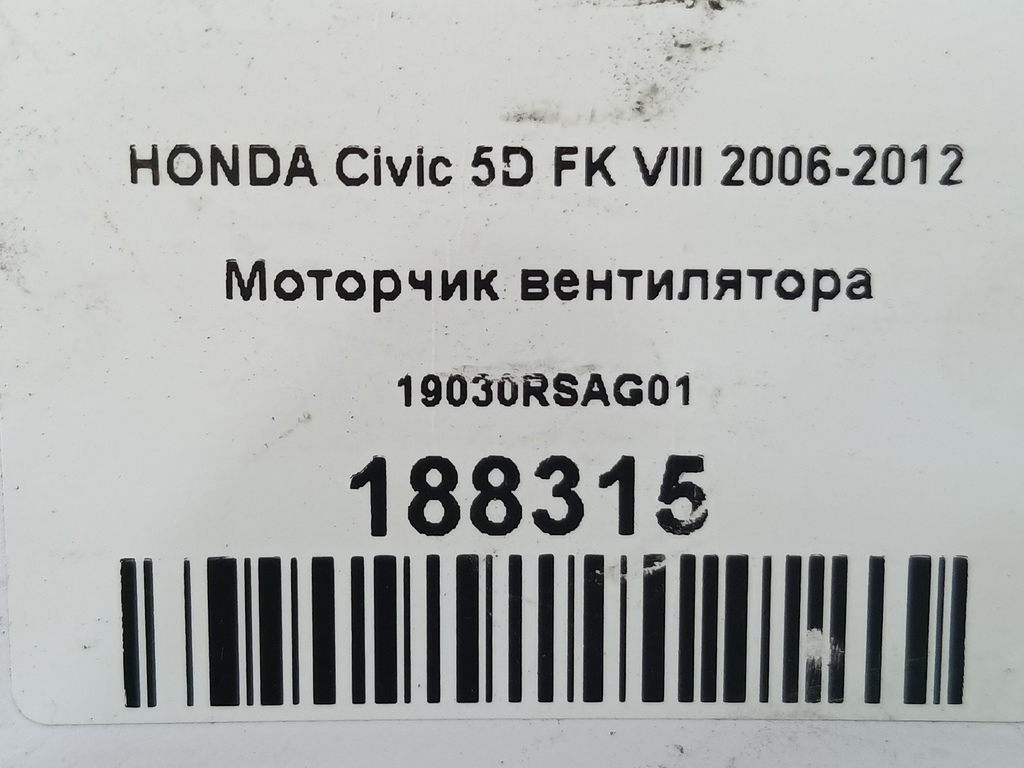 HONDA Civic 5D FK VIII 2006-2012
Моторчик вентилятора
19030RSAG01
188315